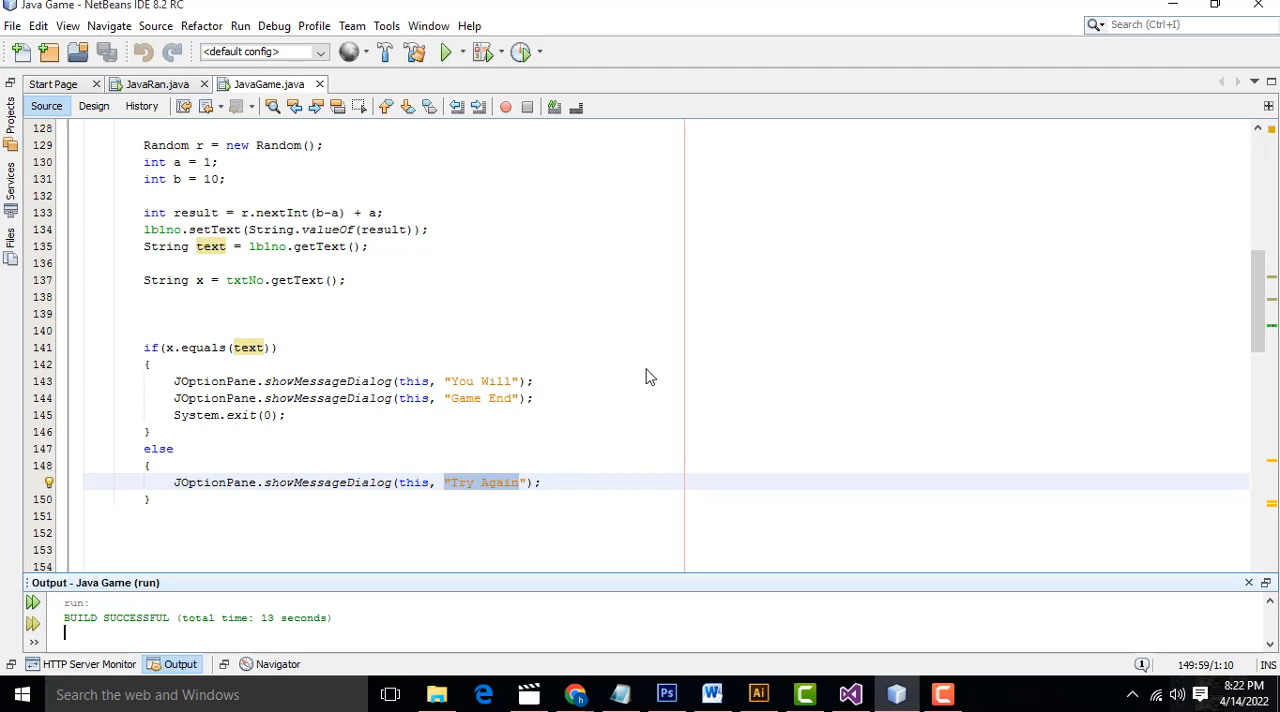 Java Game - NetBeans IDE 8.2 RC
File Edit View Navigate Source Refactor Run Debug Profile Team Tools Window Help
Search (Ctrl+I)
<default config>
Start Page JavaRan.java JavaGame.java
Source Design History
Projects
Services
Files
128
129 Random r = new Random();
130 int a = 1;
131 int b = 10;
132
133 int result = r.nextInt(b-a) + a;
134 lblno.setText(String.valueOf(result));
135 String text = lblno.getText();
136
137 String x = txtNo.getText();
138
139
140
141 if(x.equals(text))
142 {
143 JOptionPane.showMessageDialog(this, "You Will");
144 JOptionPane.showMessageDialog(this, "Game End");
145 System.exit(0);
146 }
147 else
148 {
JOptionPane.showMessageDialog(this, "Try Again");
150 }
151
152
153
154
Output - Java Game (run)
run:
BUILD SUCCESSFUL (total time: 13 seconds)
HTTP Server Monitor Output Navigator 1 149:59/1:10 INS
Search the web and Windows
Ps
W
Ai
C
C
8:22 PM
4/14/2022